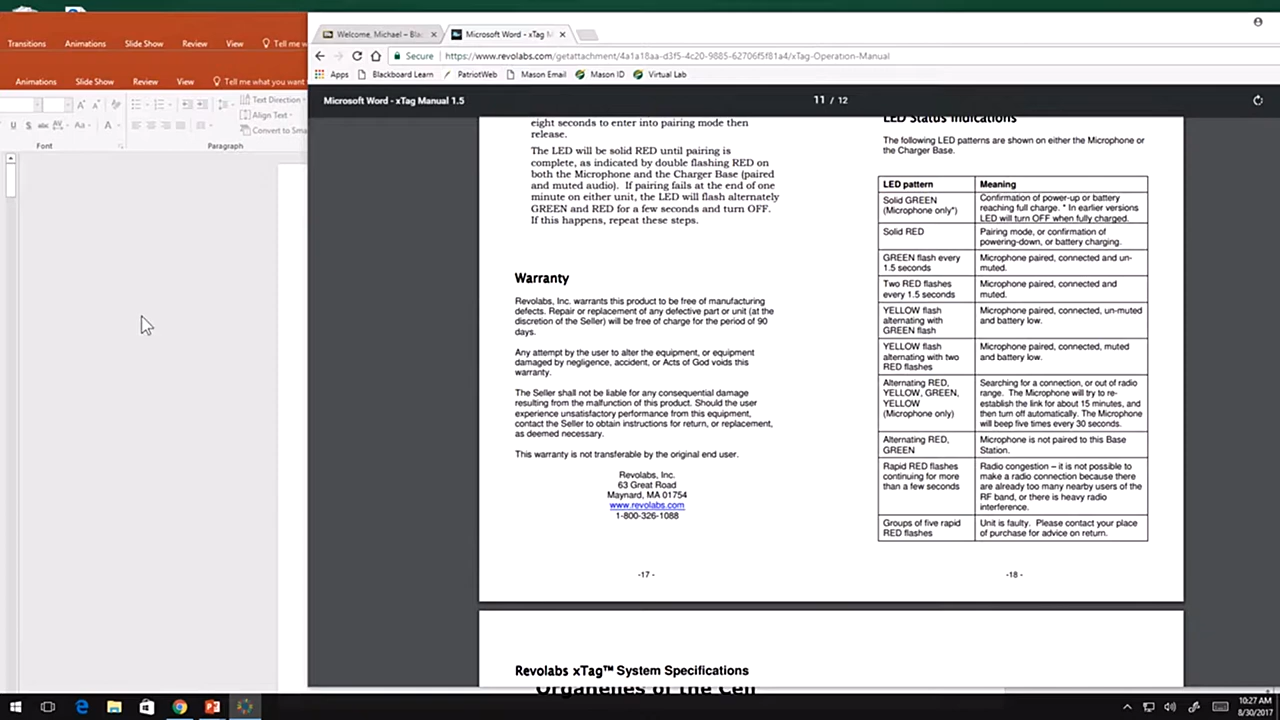 Transitions Animations Slide Show Review View Tell me w
Animations Slide Show Review View Tell me what you want
Text Direction
Align Text
Convert to Sma
Font Paragraph
Welcome, Michael – Bla
Microsoft Word - xTag M
Secure https://www.revolabs.com/getattachment/4a1a18aa-d3f5-4c20-9885-62706f5f81a4/xTag-Operation-Manual
Apps Blackboard Learn PatriotWeb Mason Email Mason ID Virtual Lab
Microsoft Word - xTag Manual 1.5 11 / 12
eight seconds to enter into pairing mode then
release.
The LED will be solid RED until pairing is
complete, as indicated by double flashing RED on
both the Microphone and the Charger Base (paired
and muted audio). If pairing fails at the end of one
minute on either unit, the LED will flash alternately
GREEN and RED for a few seconds and turn OFF.
If this happens, repeat these steps.
Warranty
Revolabs, Inc. warrants this product to be free of manufacturing
defects. Repair or replacement of any defective part or unit (at the
discretion of the Seller) will be free of charge for the period of 90
days.
Any attempt by the user to alter the equipment, or equipment
damaged by negligence, accident, or Acts of God voids this
warranty.
The Seller shall not be liable for any consequential damage
resulting from the malfunction of this product. Should the user
experience unsatisfactory performance from this equipment,
contact the Seller to obtain instructions for return, or replacement,
as deemed necessary.
This warranty is not transferable by the original end user.
Revolabs, Inc.
63 Great Road
Maynard, MA 01754
www.revolabs.com
1-800-326-1088
-17 -
LED Status Indications
The following LED patterns are shown on either the Microphone or
the Charger Base.
LED pattern Meaning
Solid GREEN
(Microphone only*)
Confirmation of power-up or battery
reaching full charge. * In earlier versions
LED will turn OFF when fully charged.
Solid RED
Pairing mode, or confirmation of
powering-down, or battery charging.
GREEN flash every
1.5 seconds
Microphone paired, connected and un-
muted.
Two RED flashes
every 1.5 seconds
Microphone paired, connected and
muted.
YELLOW flash
alternating with
GREEN flash
Microphone paired, connected, un-muted
and battery low.
YELLOW flash
alternating with two
RED flashes
Microphone paired, connected, muted
and battery low.
Alternating RED,
YELLOW, GREEN,
YELLOW
(Microphone only)
Searching for a connection, or out of radio
range. The Microphone will try to re-
establish the link for about 15 minutes, and
then turn off automatically. The Microphone
will beep five times every 30 seconds.
Alternating RED,
GREEN
Microphone is not paired to this Base
Station.
Rapid RED flashes
continuing for more
than a few seconds
Radio congestion – it is not possible to
make a radio connection because there
are already too many nearby users of the
RF band, or there is heavy radio
interference.
Groups of five rapid
RED flashes
Unit is faulty. Please contact your place
of purchase for advice on return.
-18 -
Revolabs xTag™ System Specifications
Organelles of the Cell
10:27 AM
8/30/2017